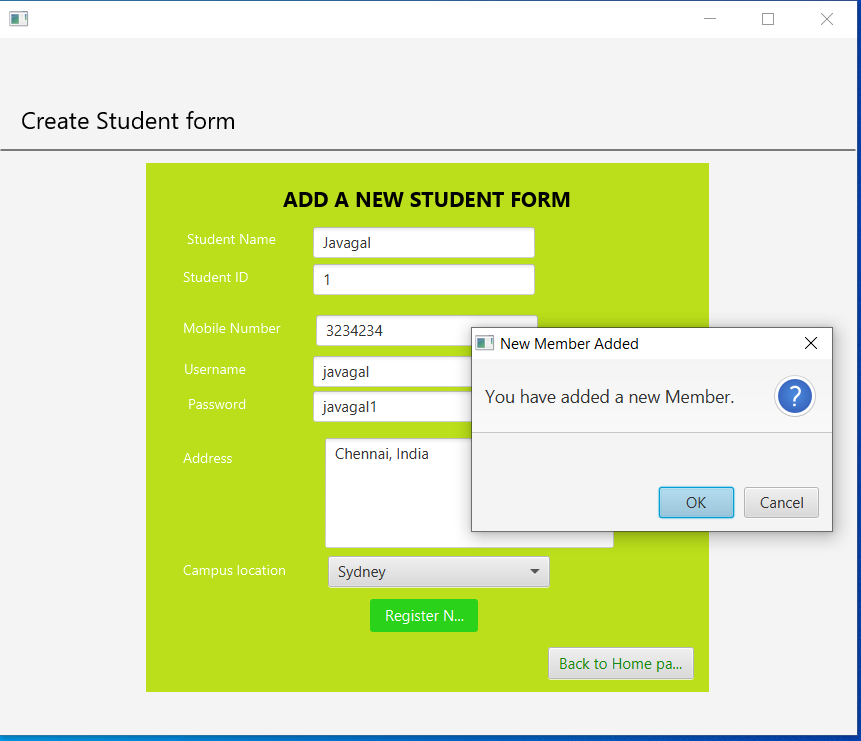 Create Student form
ADD A NEW STUDENT FORM
Student Name
Javagal
Student ID
1
Mobile Number
3234234
Username
javagal
Password
javagal1
Address
Chennai, India
Campus location
Sydney
Register N...
Back to Home pa...
New Member Added
You have added a new Member.
?
OK
Cancel